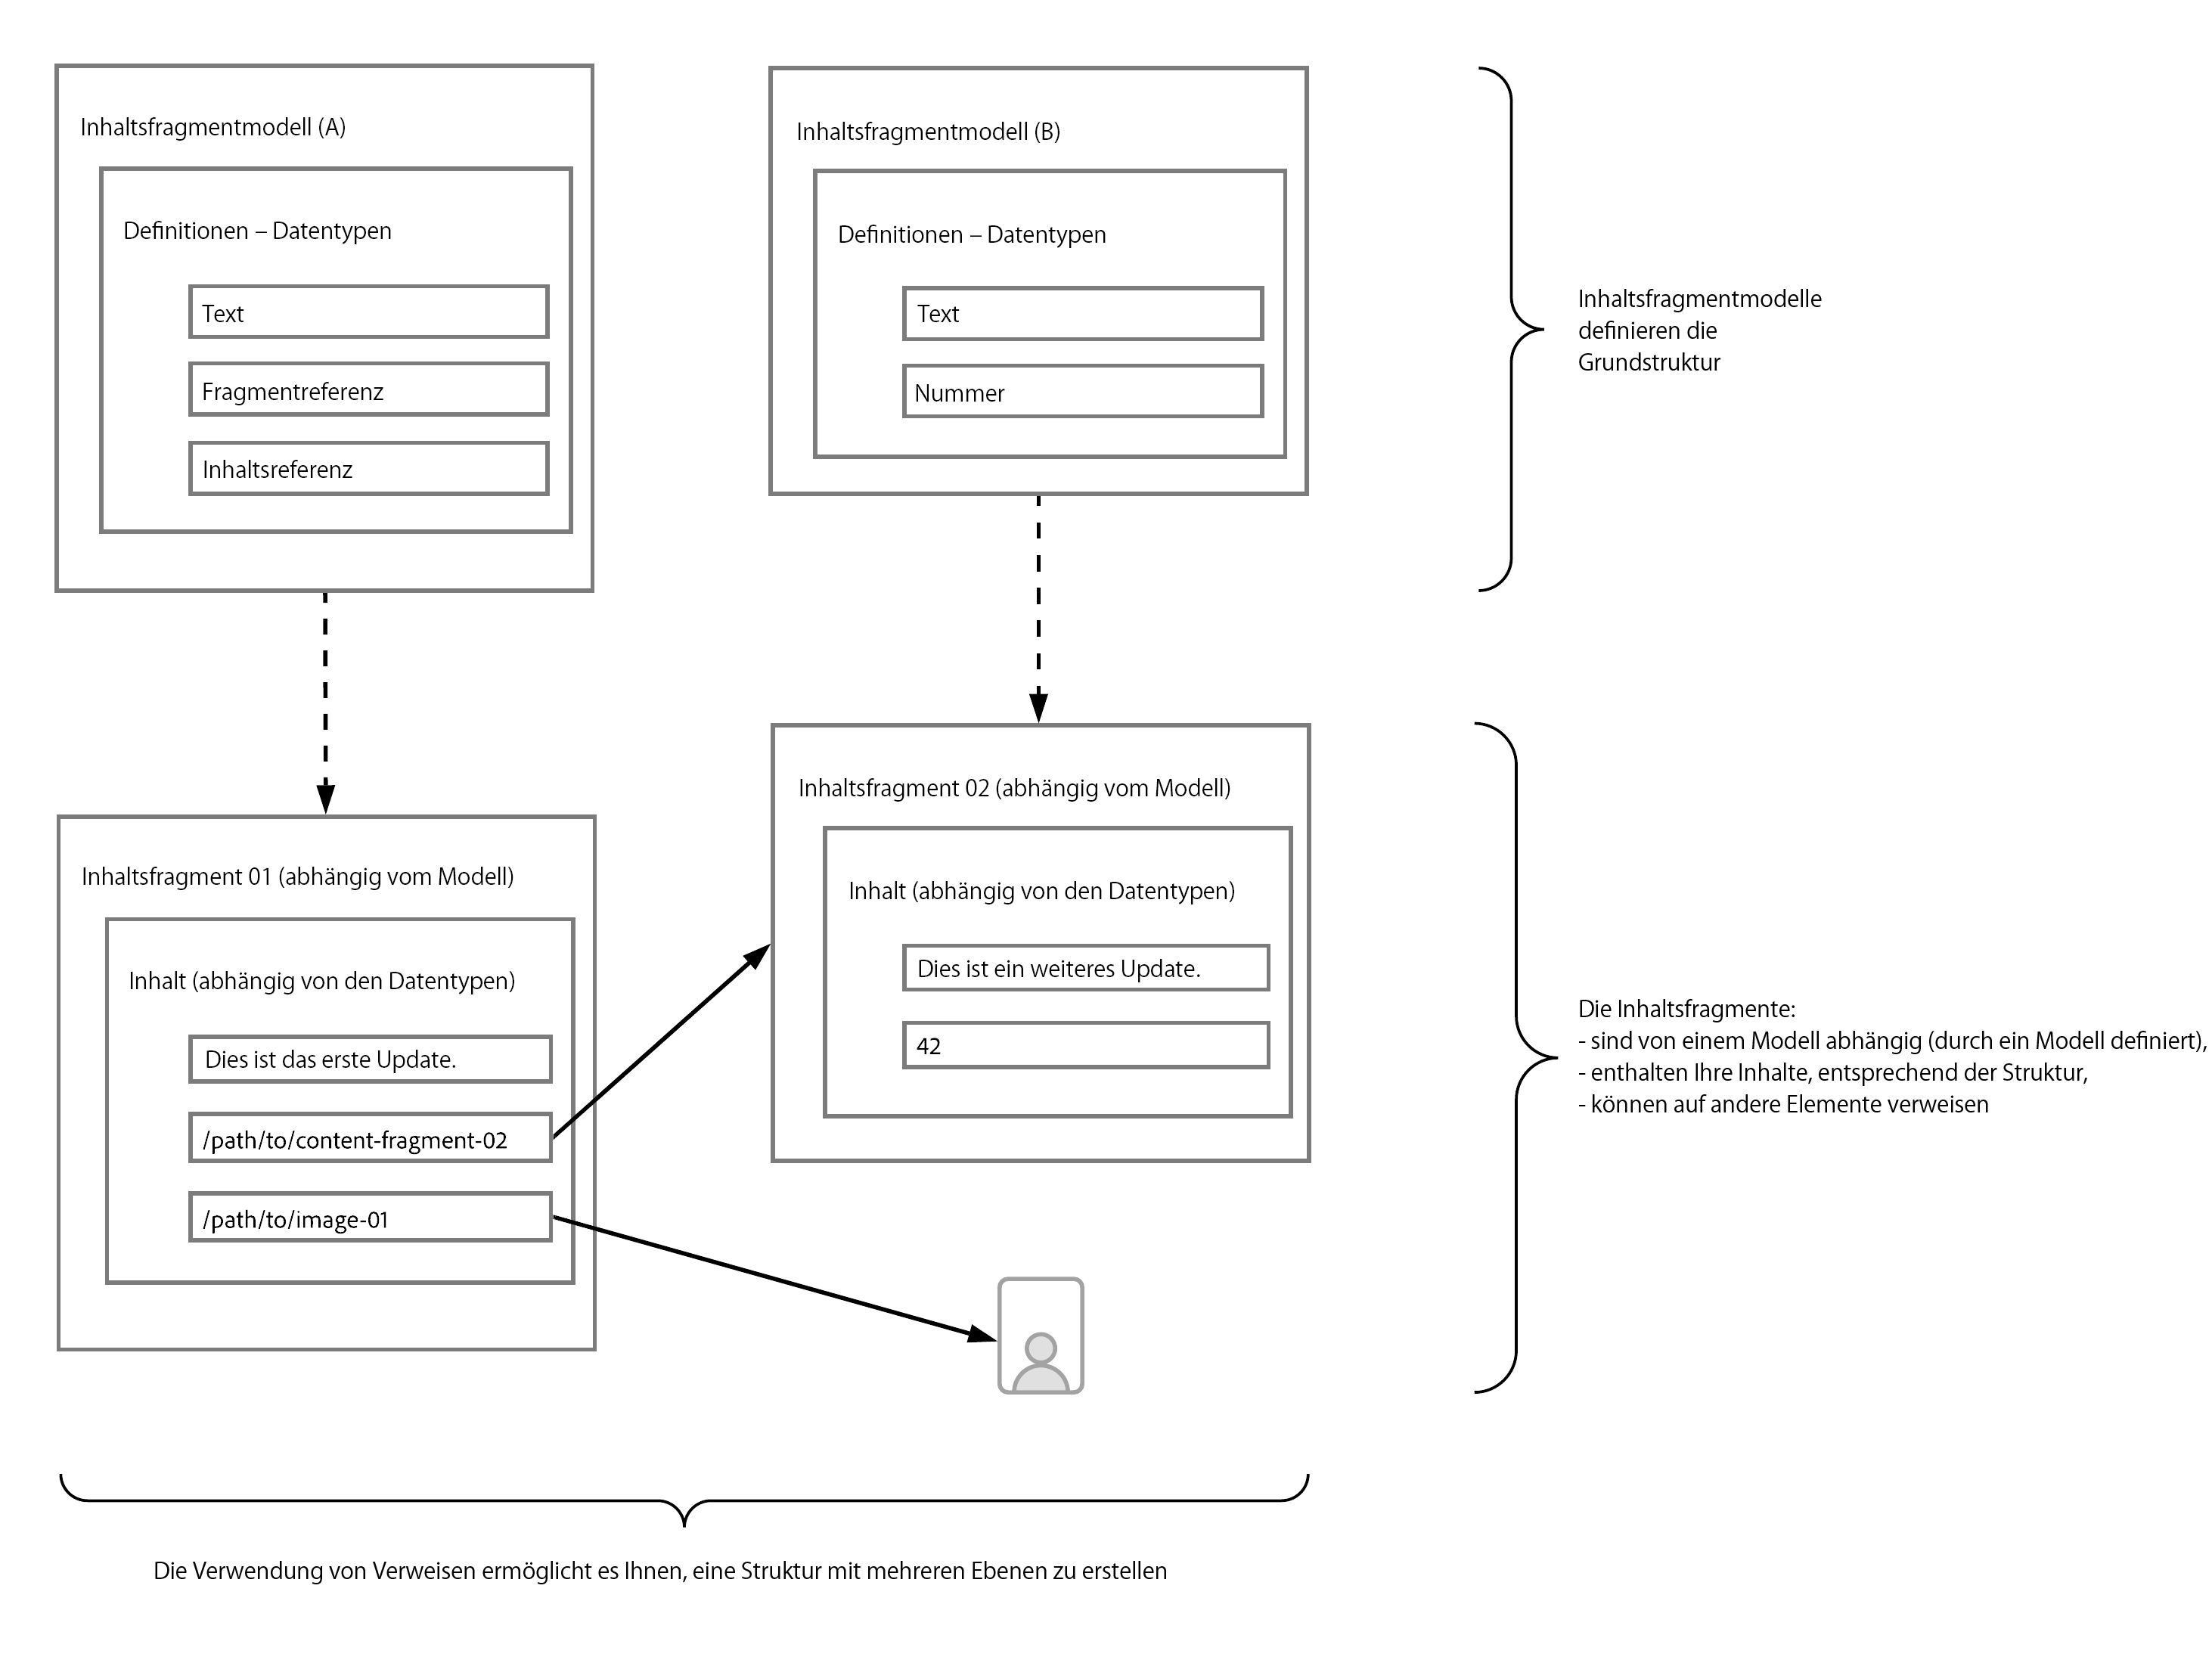 Inhaltsfragmentmodell (A)
Definitionen – Datentypen
Text
Fragmentreferenz
Inhaltsreferenz
Inhaltsfragmentmodell (B)
Definitionen – Datentypen
Text
Nummer
Inhaltsfragmentmodelle
definieren die
Grundstruktur
Inhaltsfragment 01 (abhängig vom Modell)
Inhalt (abhängig von den Datentypen)
Dies ist das erste Update.
/path/to/content-fragment-02
/path/to/image-01
Inhaltsfragment 02 (abhängig vom Modell)
Inhalt (abhängig von den Datentypen)
Dies ist ein weiteres Update.
42
Die Inhaltsfragmente:
- sind von einem Modell abhängig (durch ein Modell definiert),
- enthalten Ihre Inhalte, entsprechend der Struktur,
- können auf andere Elemente verweisen
Die Verwendung von Verweisen ermöglicht es Ihnen, eine Struktur mit mehreren Ebenen zu erstellen